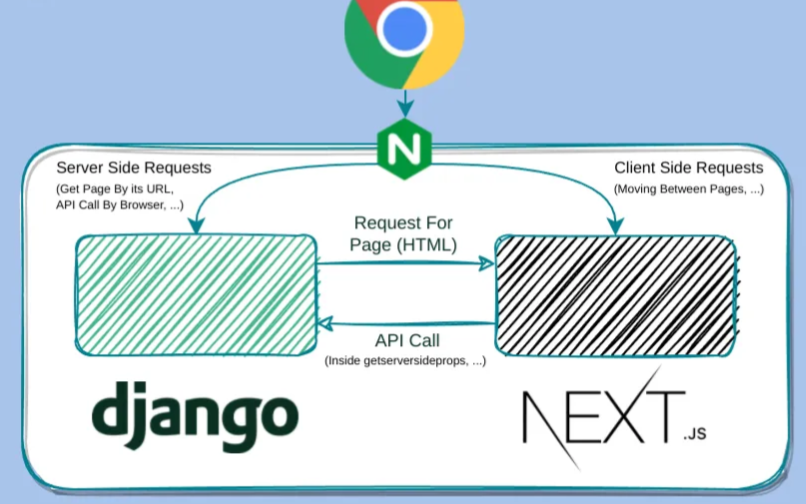 N
Server Side Requests
(Get Page By its URL,
API Call By Browser, ...)
Client Side Requests
(Moving Between Pages, ...)
Request For
Page (HTML)
API Call
(Inside getserversideprops, ...)
django
NEXT.JS